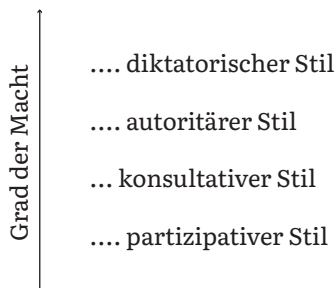 Grad der Macht
.... diktatorischer Stil
.... autoritärer Stil
... konsultativer Stil
.... partizipativer Stil